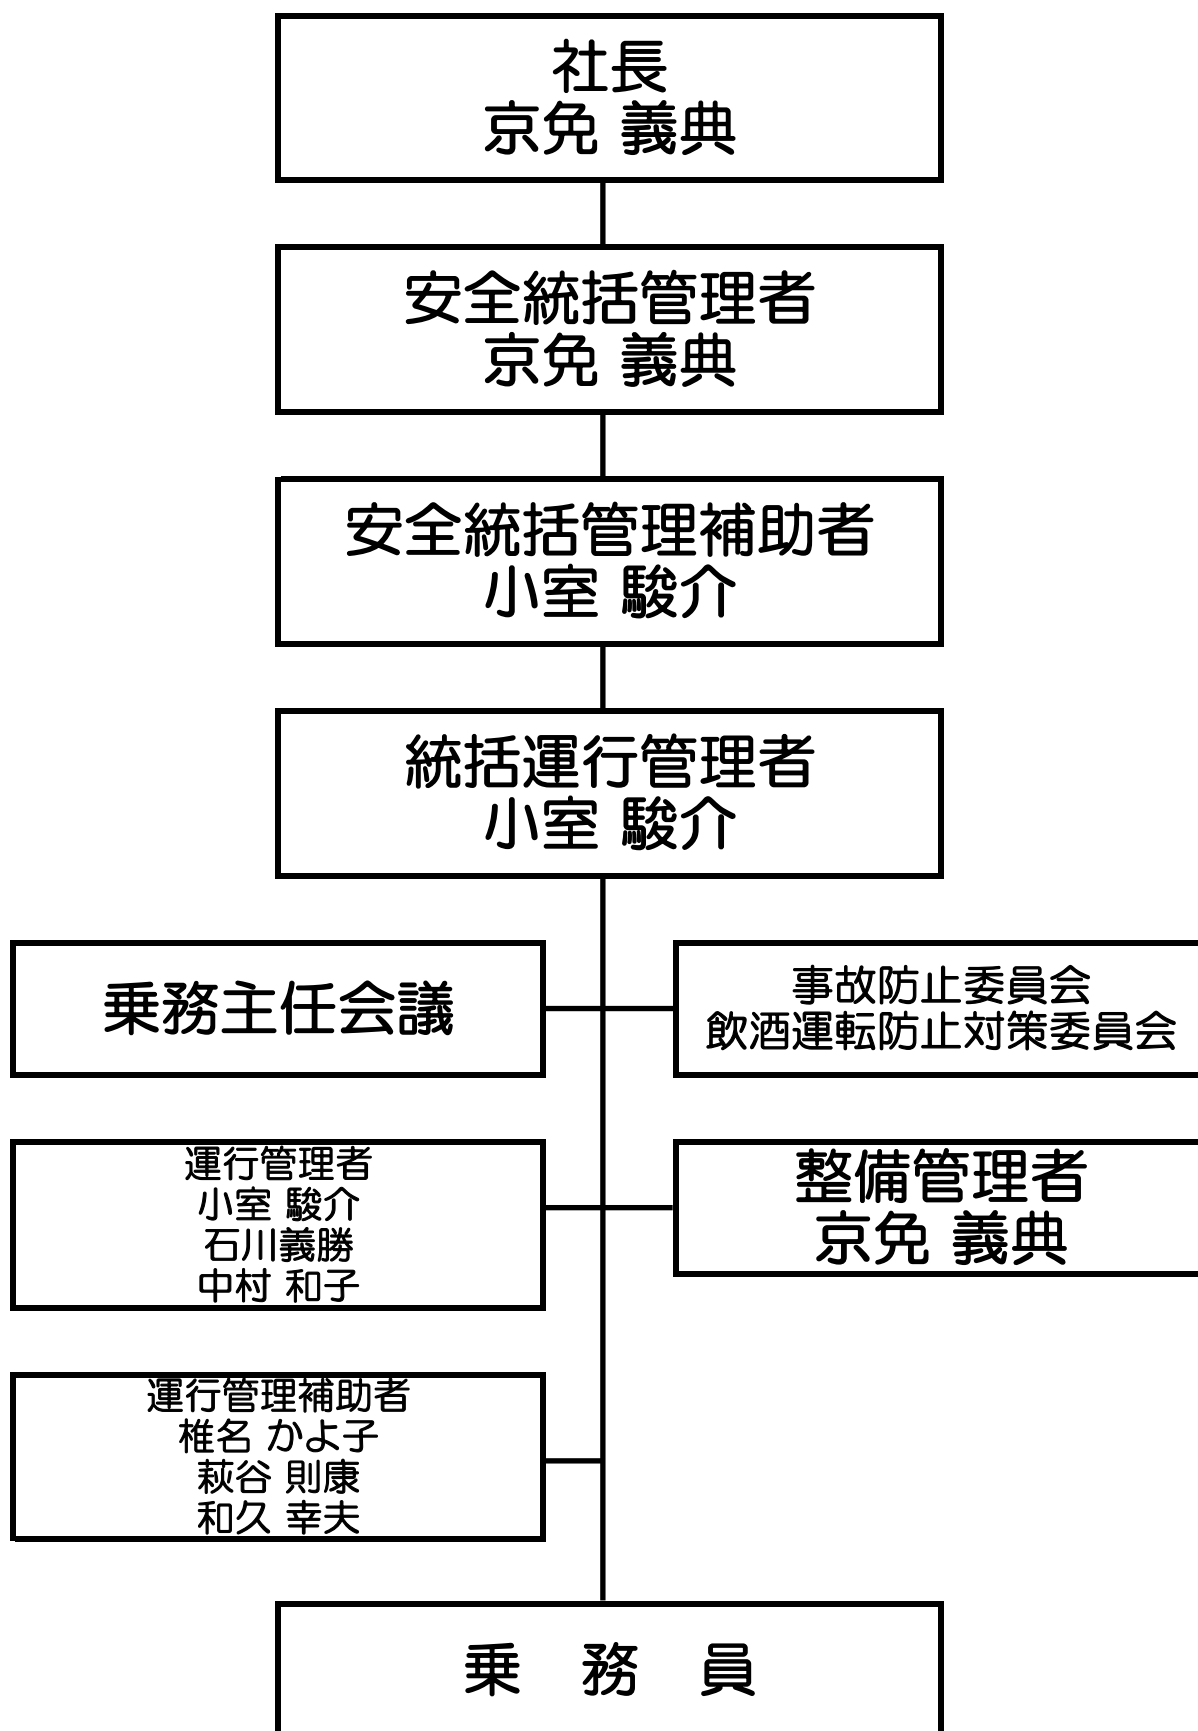 社長
京免 義典
安全統括管理者
京免 義典
安全統括管理補助者
小室 駿介
統括運行管理者
小室 駿介
乗務主任会議
事故防止委員会
飲酒運転防止対策委員会
運行管理者
小室 駿介
石川義勝
中村 和子
整備管理者
京免 義典
運行管理補助者
椎名 かよ子
萩谷 則康
和久 幸夫
乗　務　員